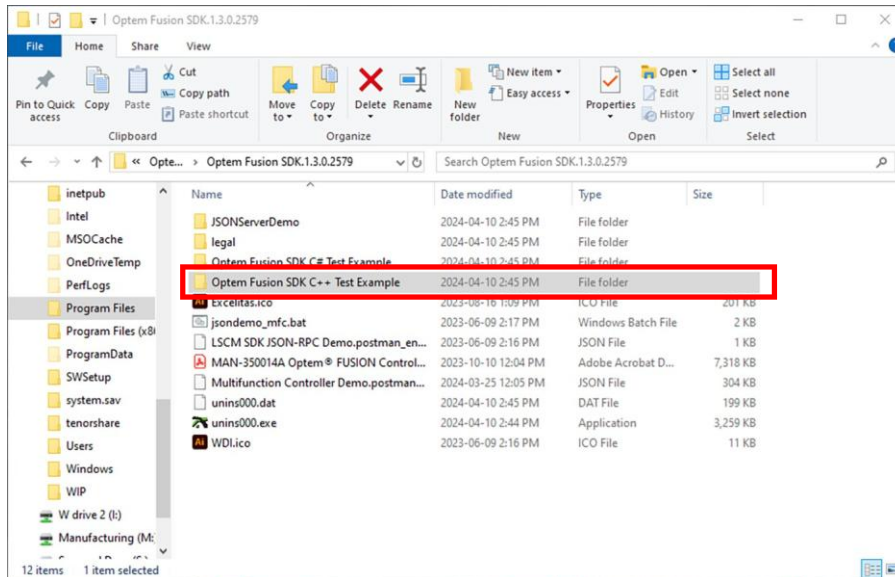 Optem Fusion SDK.1.3.0.2579
File Home Share View
Pin to Quick access
Copy
Paste
Cut
Copy path
Paste shortcut
Clipboard
Move to
Copy to
Delete
Rename
Organize
New folder
New item
Easy access
New
Properties
Open
Edit
History
Open
Select all
Select none
Invert selection
Select
« Opte... > Optem Fusion SDK.1.3.0.2579
Search Optem Fusion SDK.1.3.0.2579
inetpub
Intel
MSOCache
OneDriveTemp
PerfLogs
Program Files
Program Files (x8
ProgramData
SWSetup
system.sav
tenorshare
Users
Windows
WIP
W drive 2 (I:)
Manufacturing (M:
Name Date modified Type Size
JSONServerDemo 2024-04-10 2:45 PM File folder
legal 2024-04-10 2:45 PM File folder
Optem Fusion SDK C# Test Example 2024-04-10 2:45 PM File folder
Optem Fusion SDK C++ Test Example 2024-04-10 2:45 PM File folder
Excelitas.ico 2023-08-16 1:09 PM ICO File 201 KB
jsondemo_mfc.bat 2023-06-09 2:17 PM Windows Batch File 2 KB
LSCM SDK JSON-RPC Demo.postman_en... 2023-06-09 2:16 PM JSON File 1 KB
MAN-350014A Optem® FUSION Control... 2023-10-10 12:04 PM Adobe Acrobat D... 7,318 KB
Multifunction Controller Demo.postman... 2024-03-25 12:05 PM JSON File 304 KB
unins000.dat 2024-04-10 2:45 PM DAT File 199 KB
unins000.exe 2024-04-10 2:44 PM Application 3,259 KB
WDI.ico 2023-06-09 2:16 PM ICO File 11 KB
12 items 1 item selected